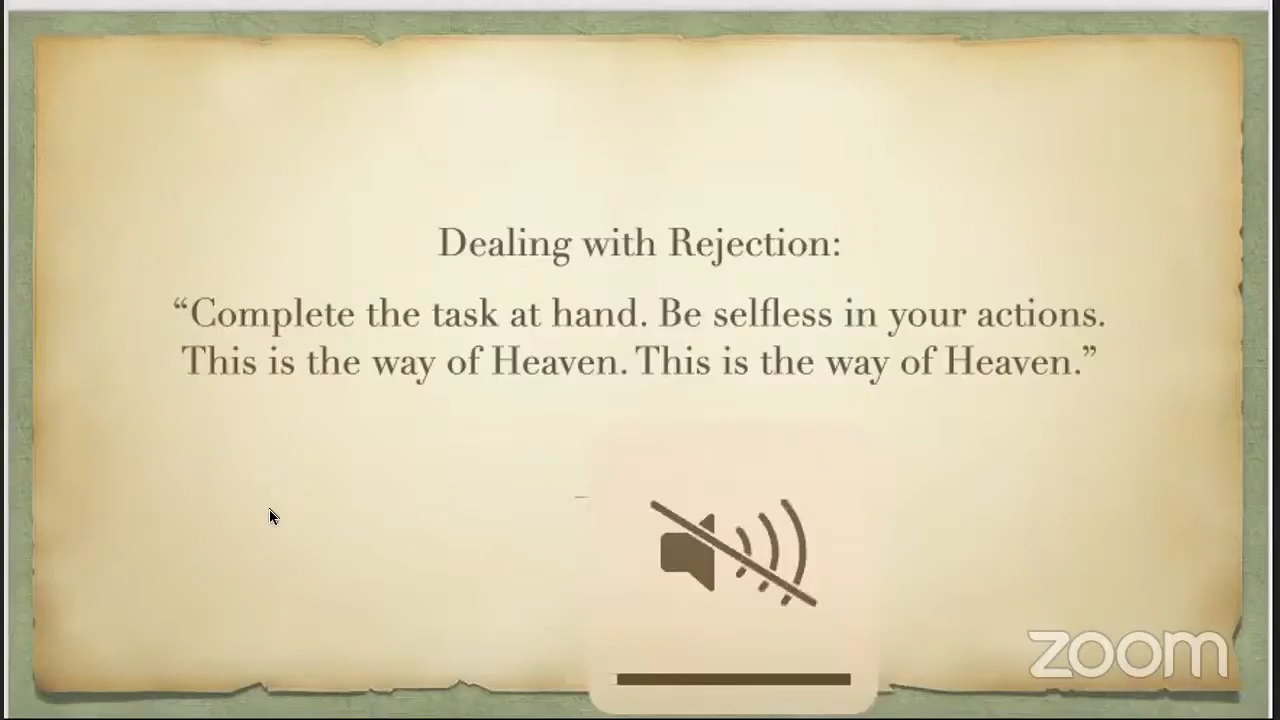 Dealing with Rejection:
“Complete the task at hand. Be selfless in your actions.
This is the way of Heaven. This is the way of Heaven.”
zoom